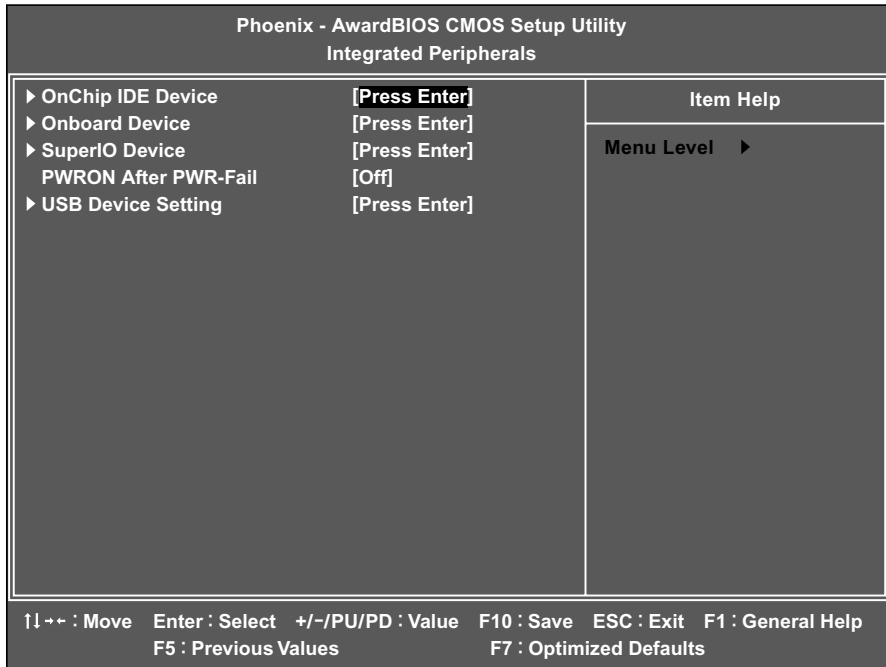 Phoenix - AwardBIOS CMOS Setup Utility
Integrated Peripherals
▶ OnChip IDE Device [Press Enter]
▶ Onboard Device [Press Enter]
▶ SuperIO Device [Press Enter]
PWRON After PWR-Fail [Off]
▶ USB Device Setting [Press Enter]
Item Help
Menu Level ▶
↑↓→← : Move Enter : Select +/-/PU/PD : Value F10 : Save ESC : Exit F1 : General Help
F5 : Previous Values F7 : Optimized Defaults